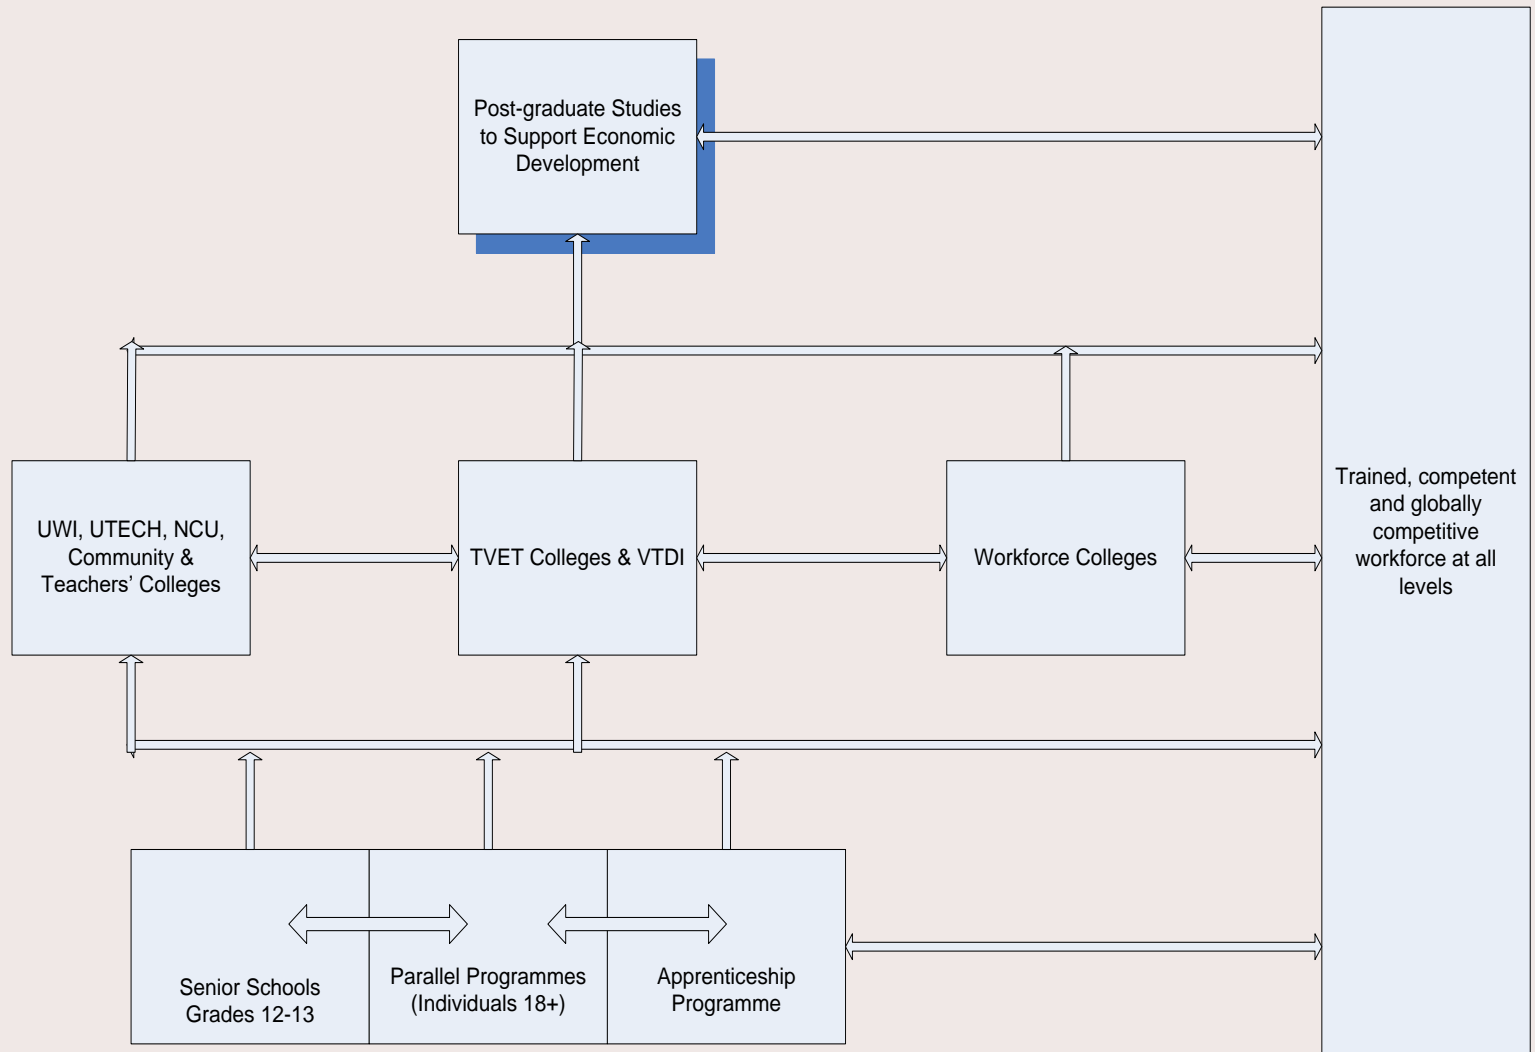 Post-graduate Studies
to Support Economic
Development
UWI, UTECH, NCU,
Community &
Teachers’ Colleges
TVET Colleges & VTDI
Workforce Colleges
Trained, competent
and globally
competitive
workforce at all
levels
Senior Schools
Grades 12-13
Parallel Programmes
(Individuals 18+)
Apprenticeship
Programme